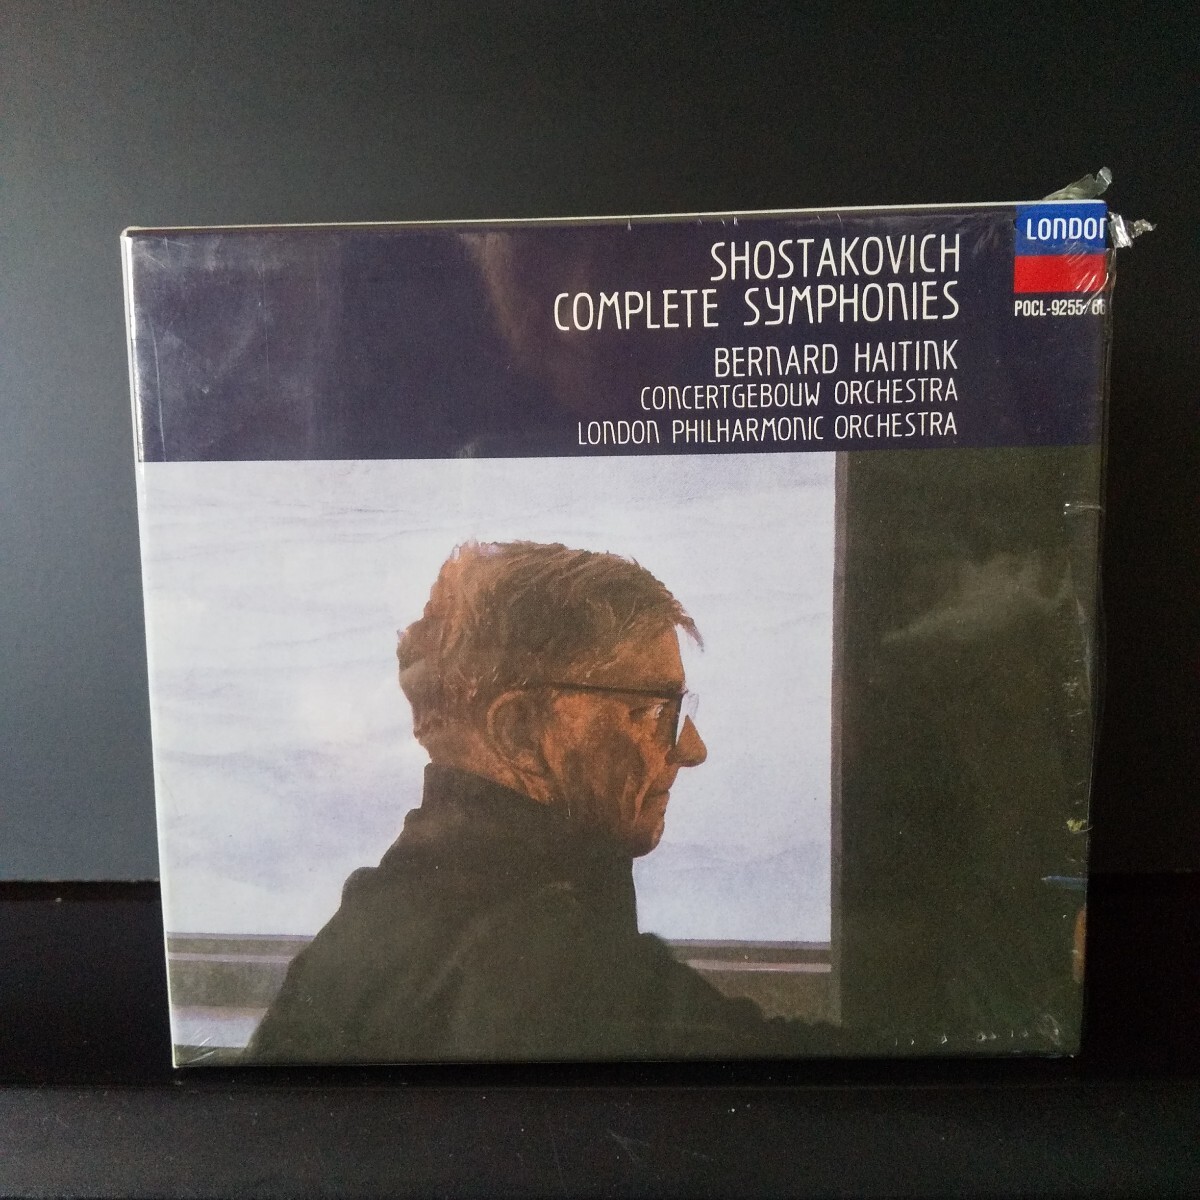 SHOSTAKOVICH
COMPLETE SYMPHONIES
BERNARD HAITINK
CONCERTGEBOUW ORCHESTRA
LONDON PHILHARMONIC ORCHESTRA
LONDON
POCL-9255/66